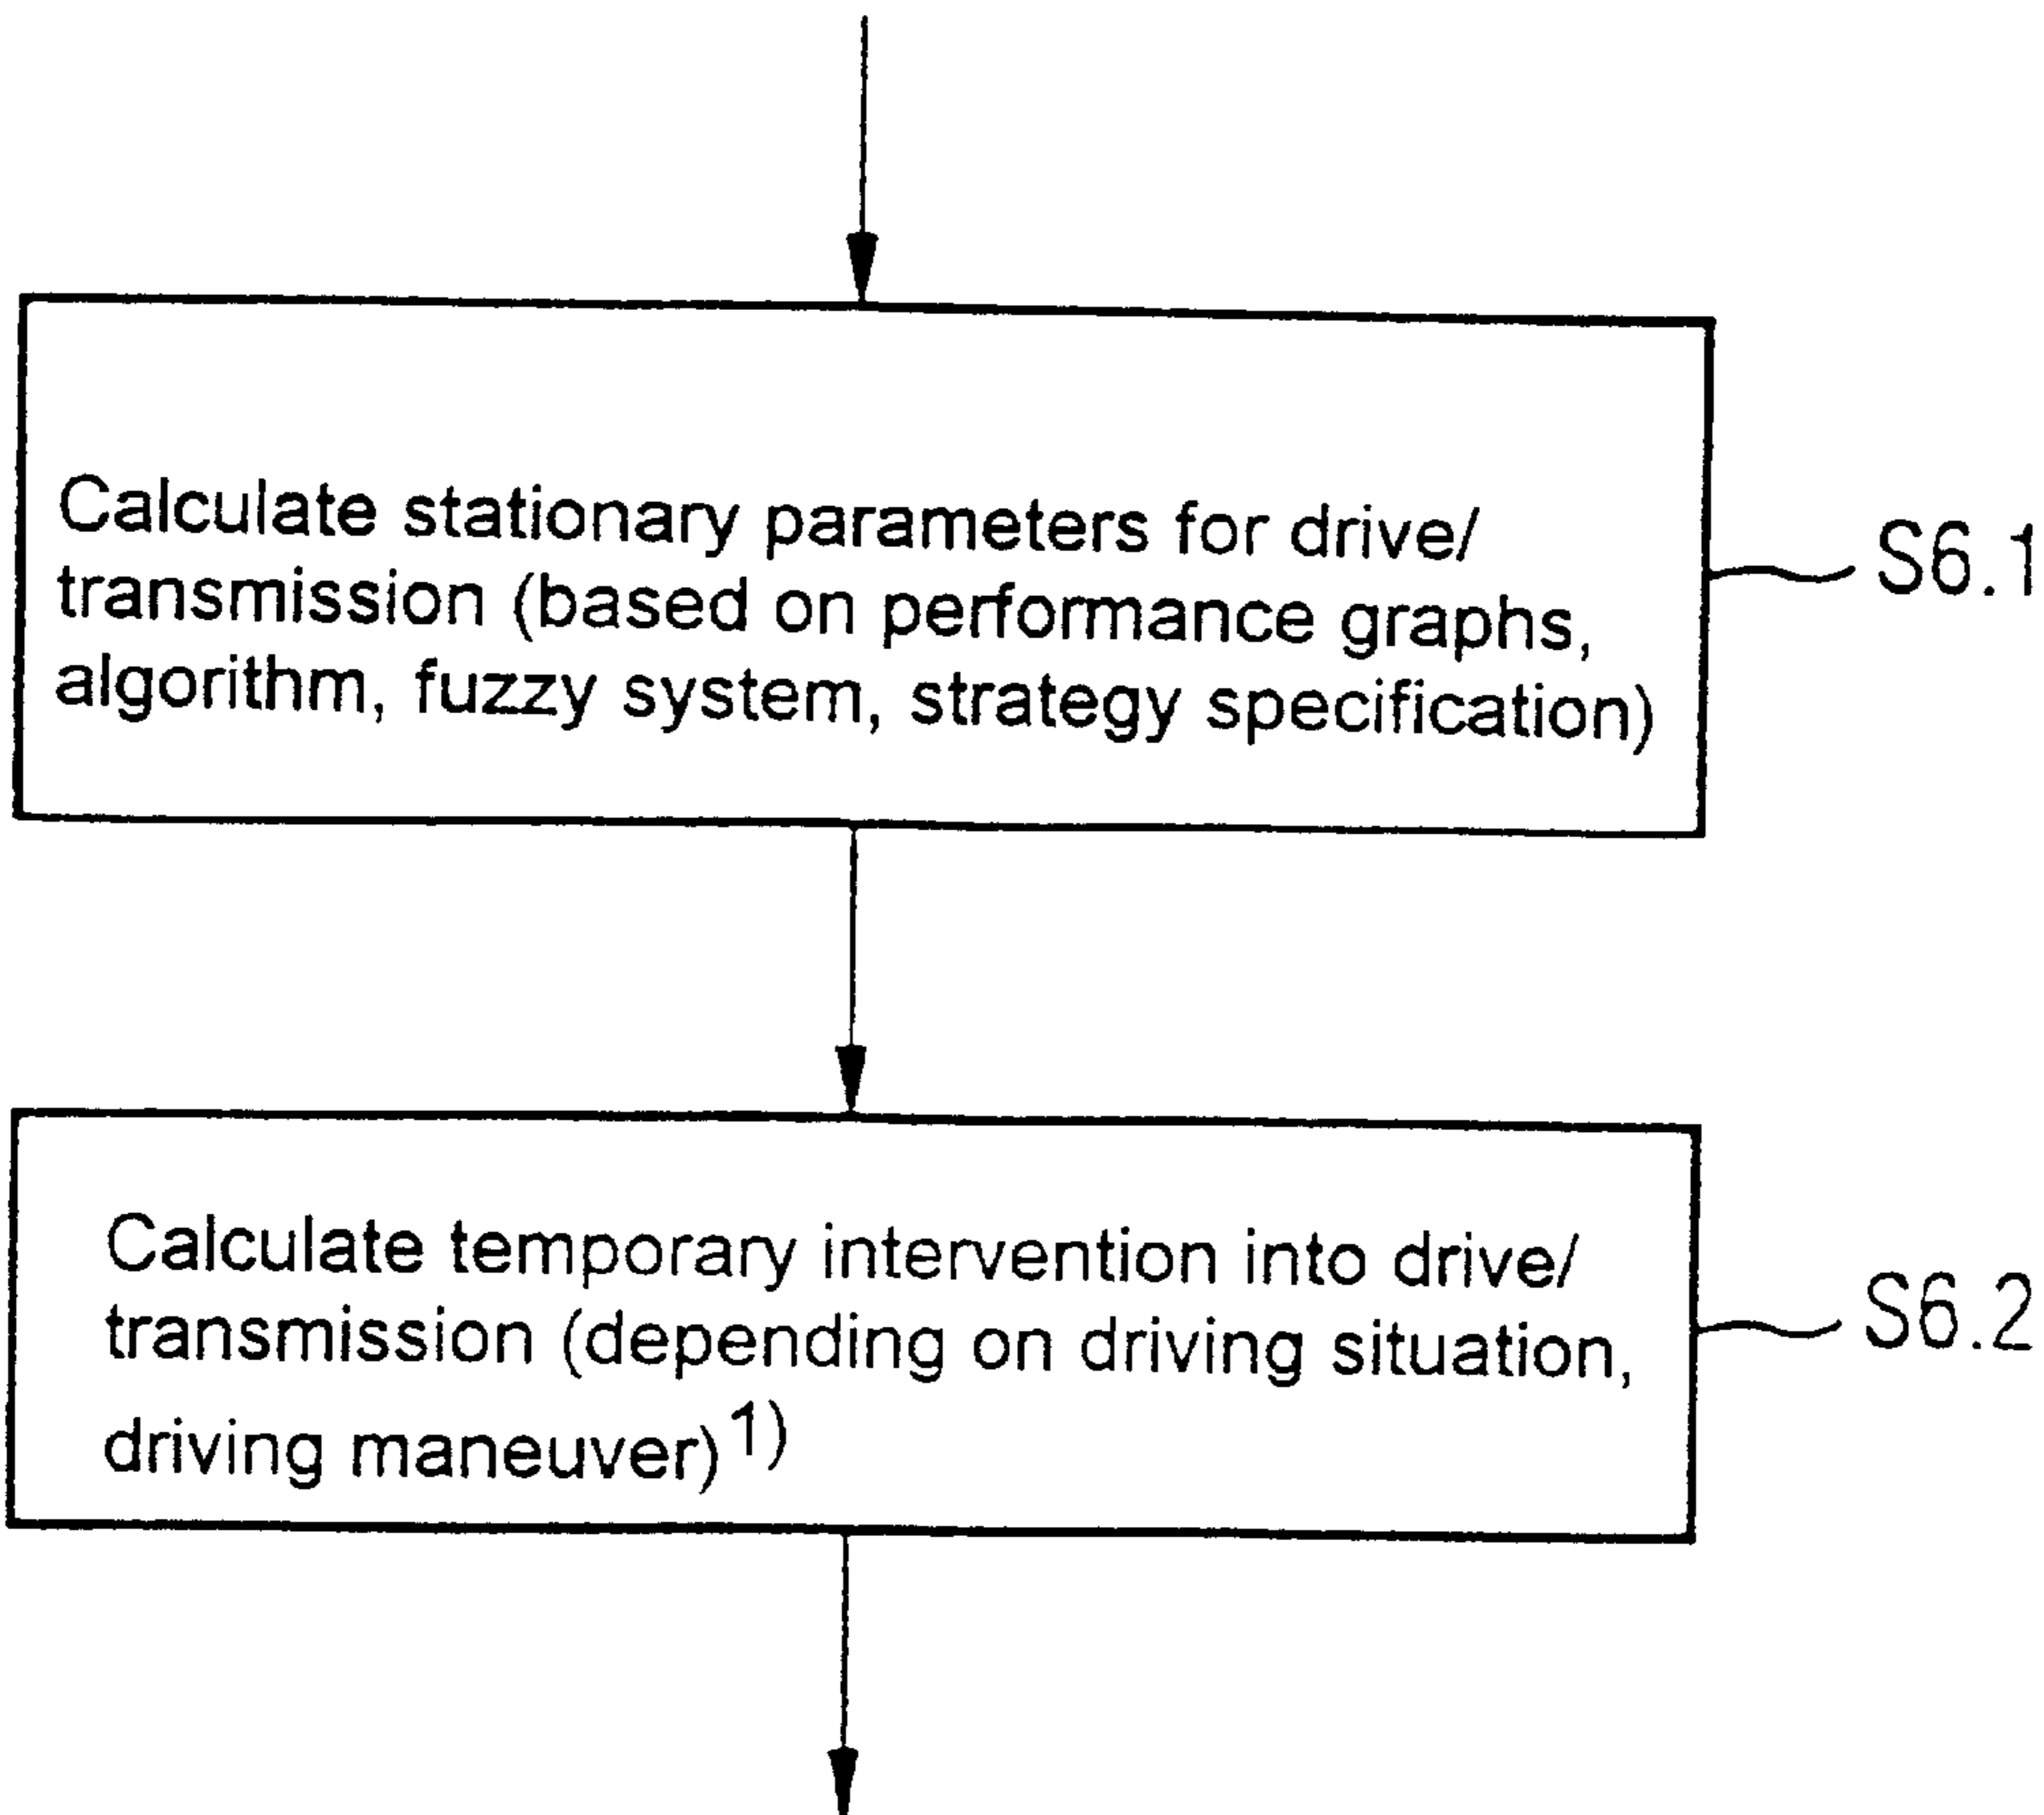 Calculate stationary parameters for drive/
transmission (based on performance graphs,
algorithm, fuzzy system, strategy specification)
S6.1
Calculate temporary intervention into drive/
transmission (depending on driving situation,
driving maneuver)1)
S6.2